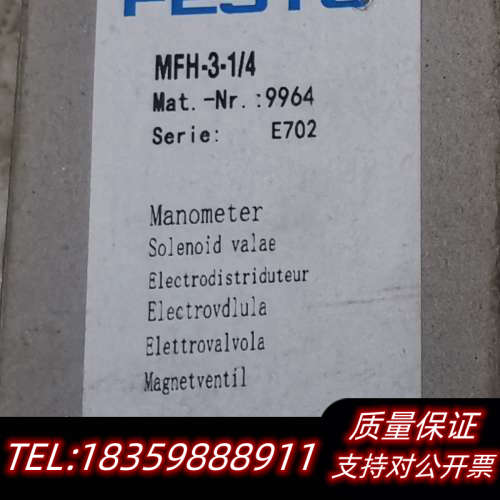 FESTO
MFH-3-1/4
Mat.-Nr.:9964
Serie: E702
Manometer
Solenoid valae
Electrodistriduteur
Electrovdlula
Elettrovalvola
Magnetventil
质量保证
TEL:18359888911
支持对公开票